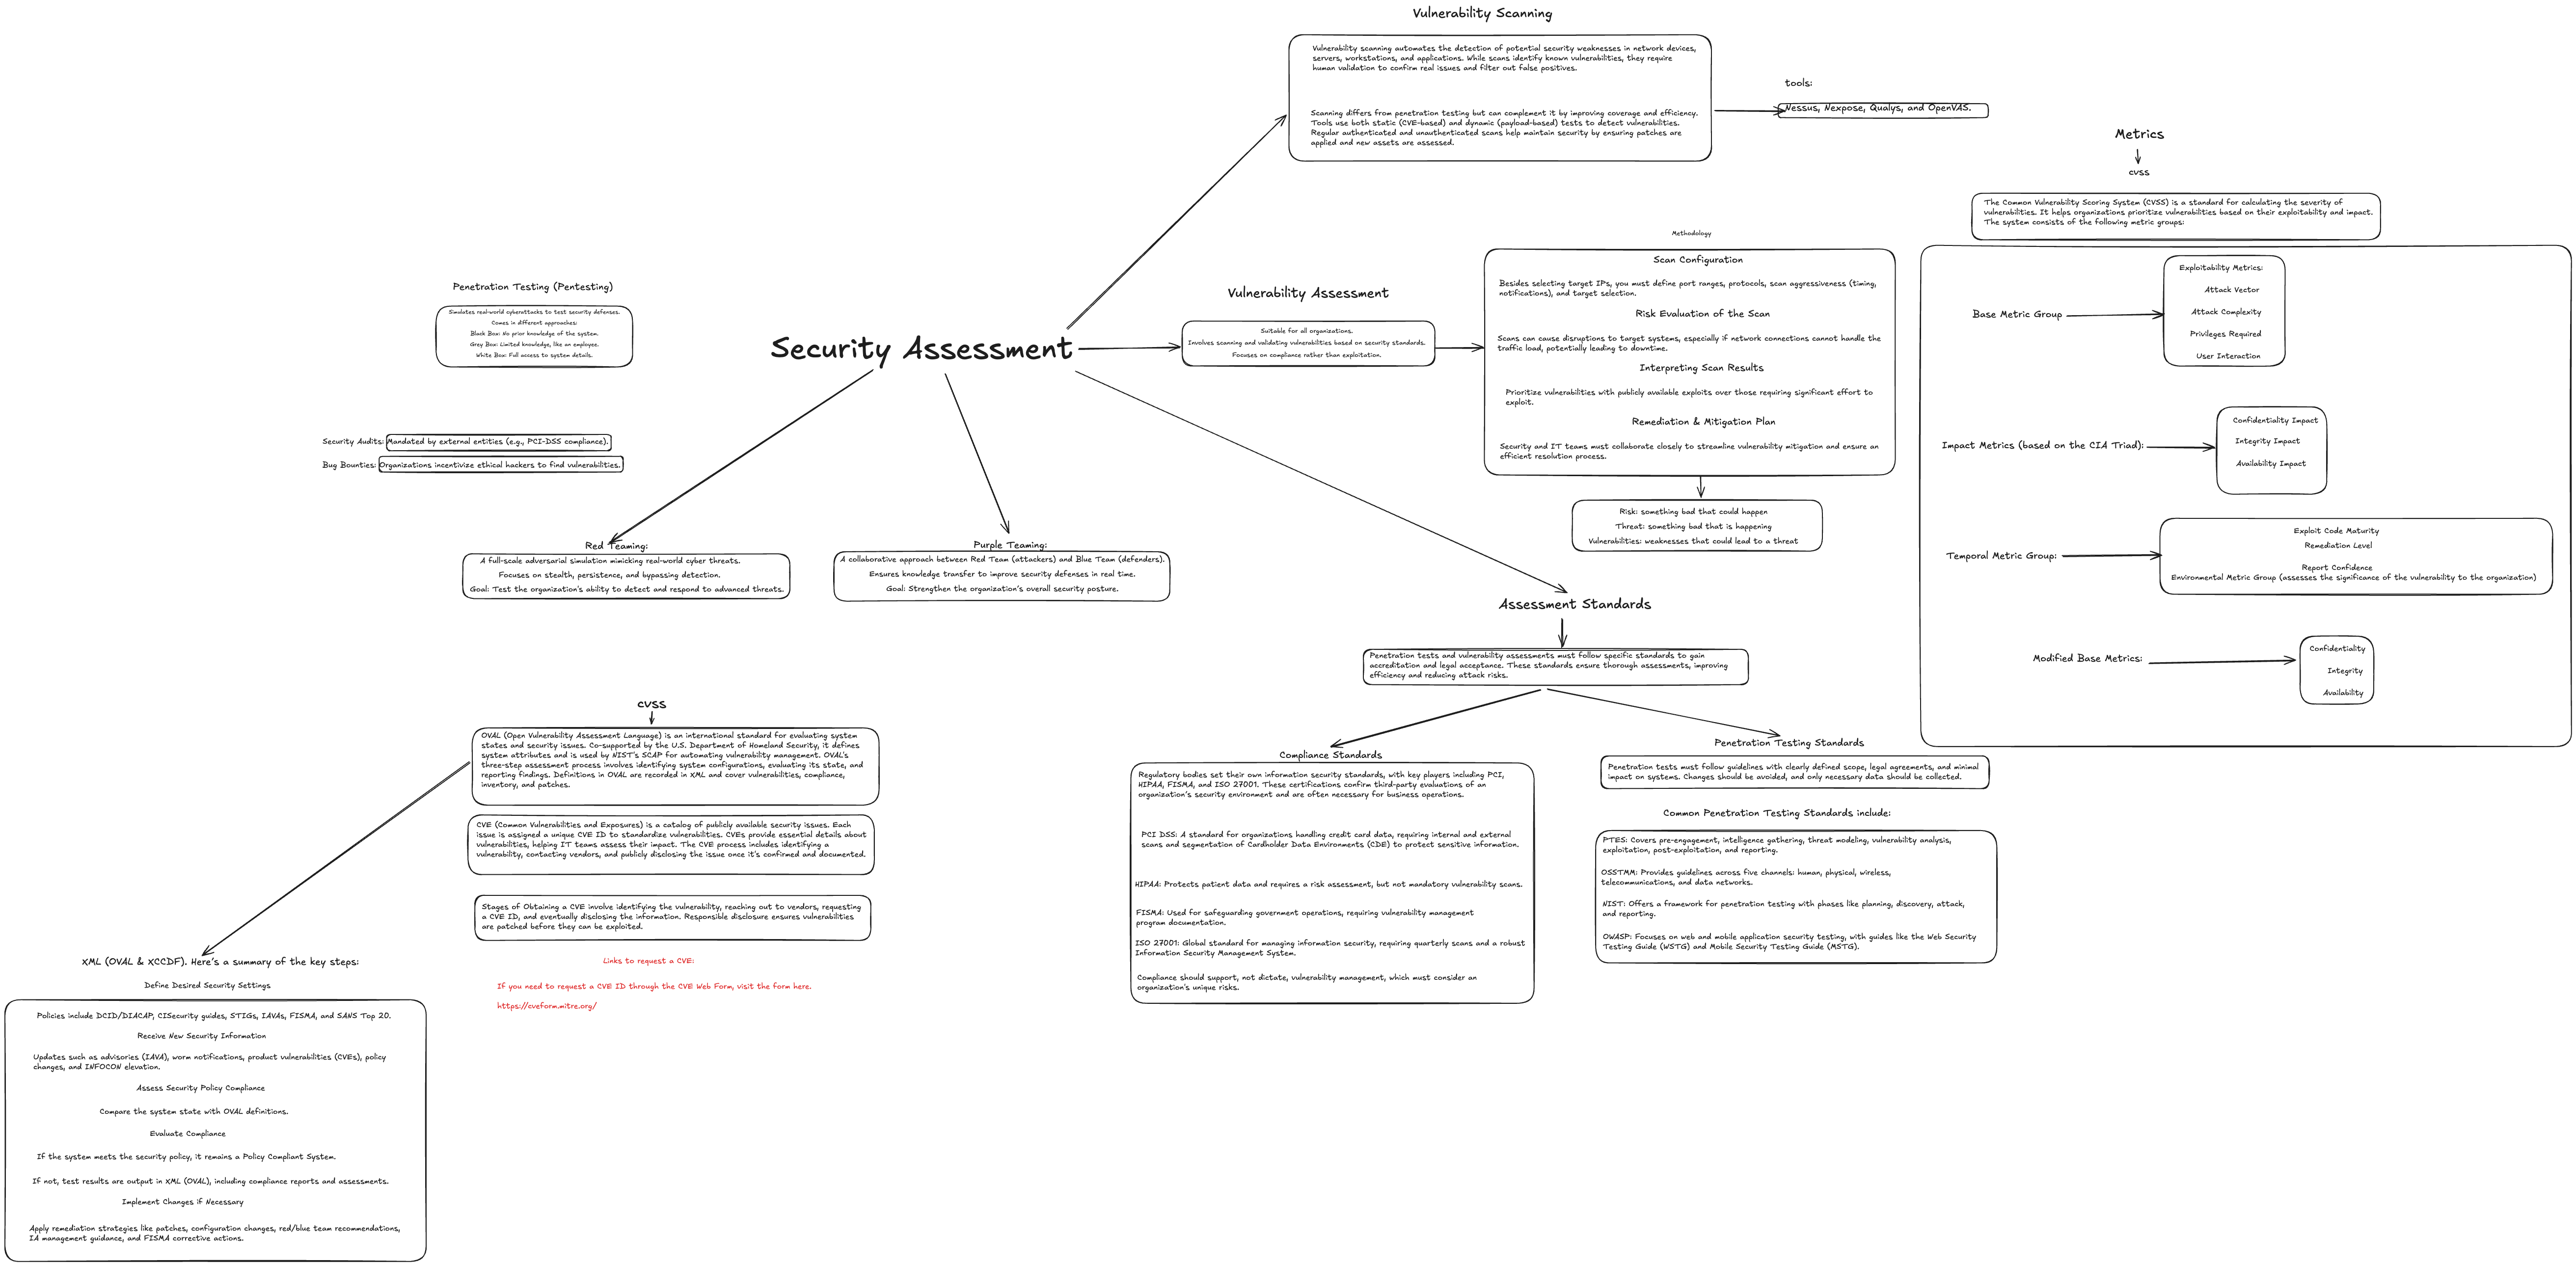 Vulnerability Scanning
Vulnerability scanning automates the detection of potential security weaknesses in network devices,
servers, workstations, and applications. While scans identify known vulnerabilities, they require
human validation to confirm real issues and filter out false positives.
Scanning differs from penetration testing but can complement it by improving coverage and efficiency.
Tools use both static (CVE-based) and dynamic (payload-based) tests to detect vulnerabilities.
Regular authenticated and unauthenticated scans help maintain security by ensuring patches are
applied and new assets are assessed.
tools:
Nessus, Nexpose, Qualys, and OpenVAS.
Metrics
cvss
The Common Vulnerability Scoring System (CVSS) is a standard for calculating the severity of
vulnerabilities. It helps organizations prioritize vulnerabilities based on their exploitability and impact.
The system consists of the following metric groups:
Base Metric Group
Exploitability Metrics:
Attack Vector
Attack Complexity
Privileges Required
User Interaction
Impact Metrics (based on the CIA Triad):
Confidentiality Impact
Integrity Impact
Availability Impact
Temporal Metric Group:
Exploit Code Maturity
Remediation Level
Report Confidence
Environmental Metric Group (assesses the significance of the vulnerability to the organization)
Modified Base Metrics:
Confidentiality
Integrity
Availability
Security Assessment
Vulnerability Assessment
Suitable for all organizations.
Involves scanning and validating vulnerabilities based on security standards.
Focuses on compliance rather than exploitation.
Methodology
Scan Configuration
Besides selecting target IPs, you must define port ranges, protocols, scan aggressiveness (timing,
notifications), and target selection.
Risk Evaluation of the Scan
Scans can cause disruptions to target systems, especially if network connections cannot handle the
traffic load, potentially leading to downtime.
Interpreting Scan Results
Prioritize vulnerabilities with publicly available exploits over those requiring significant effort to
exploit.
Remediation & Mitigation Plan
Security and IT teams must collaborate closely to streamline vulnerability mitigation and ensure an
efficient resolution process.
Risk: something bad that could happen
Threat: something bad that is happening
Vulnerabilities: weaknesses that could lead to a threat
Penetration Testing (Pentesting)
Simulates real-world cyberattacks to test security defenses.
Comes in different approaches:
Black Box: No prior knowledge of the system.
Grey Box: Limited knowledge, like an employee.
White Box: Full access to system details.
Security Audits: Mandated by external entities (e.g., PCI-DSS compliance).
Bug Bounties: Organizations incentivize ethical hackers to find vulnerabilities.
Red Teaming:
A full-scale adversarial simulation mimicking real-world cyber threats.
Focuses on stealth, persistence, and bypassing detection.
Goal: Test the organization's ability to detect and respond to advanced threats.
Purple Teaming:
A collaborative approach between Red Team (attackers) and Blue Team (defenders).
Ensures knowledge transfer to improve security defenses in real time.
Goal: Strengthen the organization's overall security posture.
Assessment Standards
Penetration tests and vulnerability assessments must follow specific standards to gain
accreditation and legal acceptance. These standards ensure thorough assessments, improving
efficiency and reducing attack risks.
Compliance Standards
Regulatory bodies set their own information security standards, with key players including PCI,
HIPAA, FISMA, and ISO 27001. These certifications confirm third-party evaluations of an
organization's security environment and are often necessary for business operations.
PCI DSS: A standard for organizations handling credit card data, requiring internal and external
scans and segmentation of Cardholder Data Environments (CDE) to protect sensitive information.
HIPAA: Protects patient data and requires a risk assessment, but not mandatory vulnerability scans.
FISMA: Used for safeguarding government operations, requiring vulnerability management
program documentation.
ISO 27001: Global standard for managing information security, requiring quarterly scans and a robust
Information Security Management System.
Compliance should support, not dictate, vulnerability management, which must consider an
organization's unique risks.
Penetration Testing Standards
Penetration tests must follow guidelines with clearly defined scope, legal agreements, and minimal
impact on systems. Changes should be avoided, and only necessary data should be collected.
Common Penetration Testing Standards include:
PTES: Covers pre-engagement, intelligence gathering, threat modeling, vulnerability analysis,
exploitation, post-exploitation, and reporting.
OSSTMM: Provides guidelines across five channels: human, physical, wireless,
telecommunications, and data networks.
NIST: Offers a framework for penetration testing with phases like planning, discovery, attack,
and reporting.
OWASP: Focuses on web and mobile application security testing, with guides like the Web Security
Testing Guide (WSTG) and Mobile Security Testing Guide (MSTG).
cvss
OVAL (Open Vulnerability Assessment Language) is an international standard for evaluating system
states and security issues. Co-supported by the U.S. Department of Homeland Security, it defines
system attributes and is used by NIST's SCAP for automating vulnerability management. OVAL's
three-step assessment process involves identifying system configurations, evaluating its state, and
reporting findings. Definitions in OVAL are recorded in XML and cover vulnerabilities, compliance,
inventory, and patches.
CVE (Common Vulnerabilities and Exposures) is a catalog of publicly available security issues. Each
issue is assigned a unique CVE ID to standardize vulnerabilities. CVEs provide essential details about
vulnerabilities, helping IT teams assess their impact. The CVE process includes identifying a
vulnerability, contacting vendors, and publicly disclosing the issue once it's confirmed and documented.
Stages of Obtaining a CVE involve identifying the vulnerability, reaching out to vendors, requesting
a CVE ID, and eventually disclosing the information. Responsible disclosure ensures vulnerabilities
are patched before they can be exploited.
Links to request a CVE:
If you need to request a CVE ID through the CVE Web Form, visit the form here.
https://cveform.mitre.org/
XML (OVAL & XCCDF). Here's a summary of the key steps:
Define Desired Security Settings
Policies include DCID/DIACAP, CISecurity guides, STIGs, IAVAs, FISMA, and SANS Top 20.
Receive New Security Information
Updates such as advisories (IAVA), worm notifications, product vulnerabilities (CVEs), policy
changes, and INFOCON elevation.
Assess Security Policy Compliance
Compare the system state with OVAL definitions.
Evaluate Compliance
If the system meets the security policy, it remains a Policy Compliant System.
If not, test results are output in XML (OVAL), including compliance reports and assessments.
Implement Changes if Necessary
Apply remediation strategies like patches, configuration changes, red/blue team recommendations,
IA management guidance, and FISMA corrective actions.